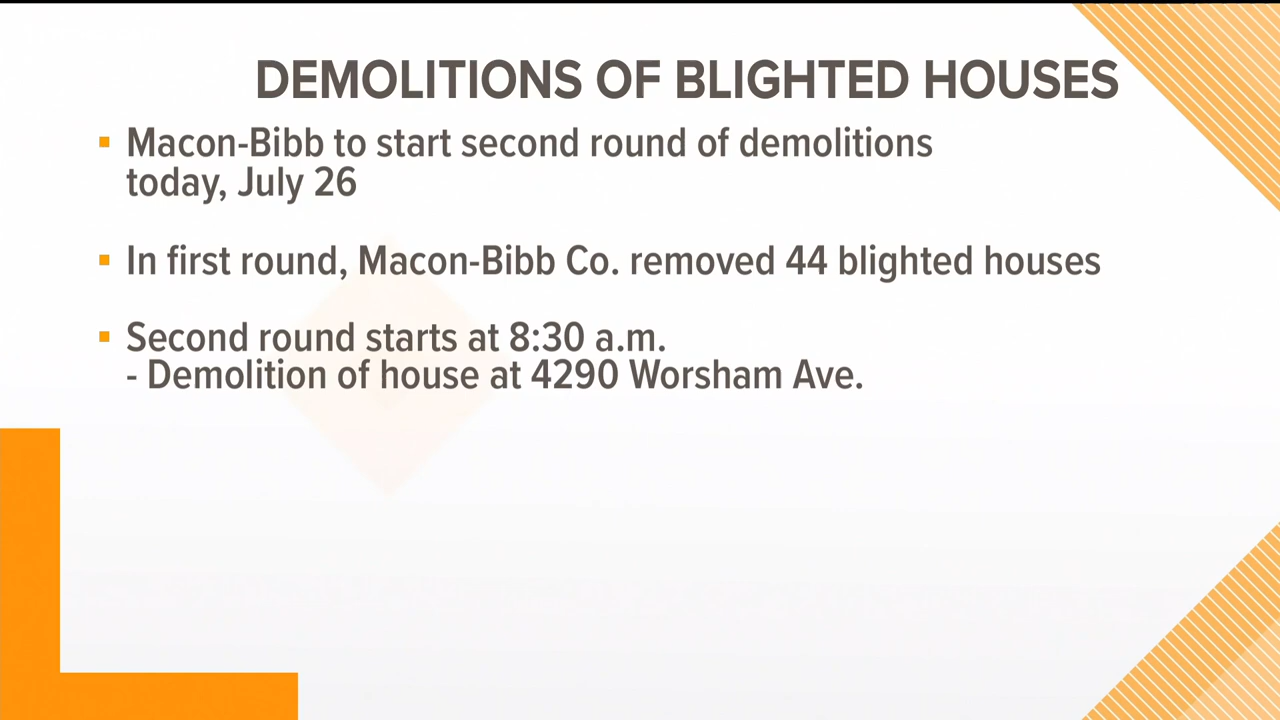 DEMOLITIONS OF BLIGHTED HOUSES
Macon-Bibb to start second round of demolitions
today, July 26
In first round, Macon-Bibb Co. removed 44 blighted houses
Second round starts at 8:30 a.m.
- Demolition of house at 4290 Worsham Ave.